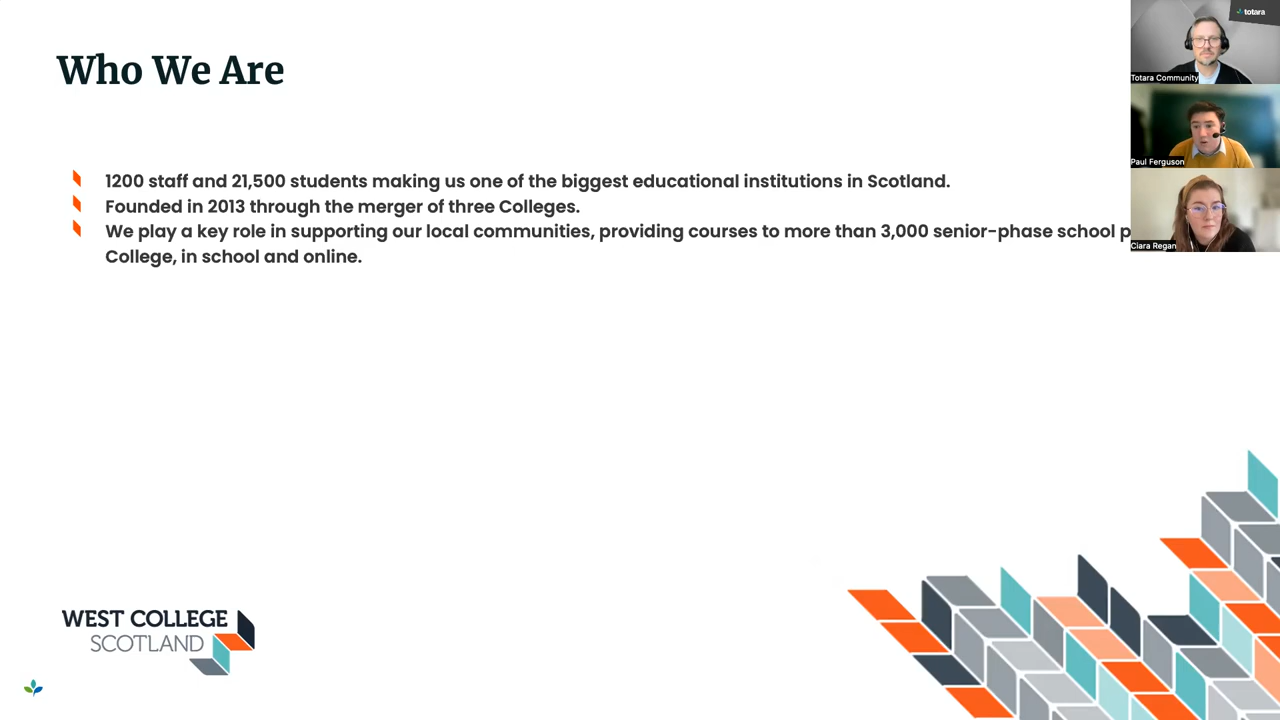 Who We Are
1200 staff and 21,500 students making us one of the biggest educational institutions in Scotland.
Founded in 2013 through the merger of three Colleges.
We play a key role in supporting our local communities, providing courses to more than 3,000 senior-phase school p
College, in school and online.
WEST COLLEGE
SCOTLAND
totara
Totara Community
Paul Ferguson
Ciara Regan